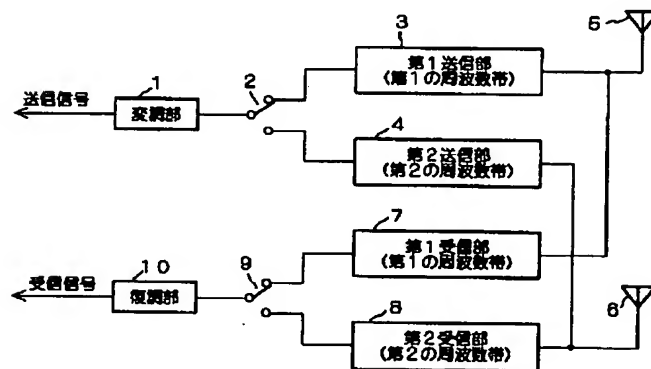 3
5
第1送信部
(第1の周波数帯)
送信信号
1
2
変調部
4
第2送信部
(第2の周波数帯)
7
受信信号
10
9
第1受信部
(第1の周波数帯)
復調部
8
6
第2受信部
(第2の周波数帯)